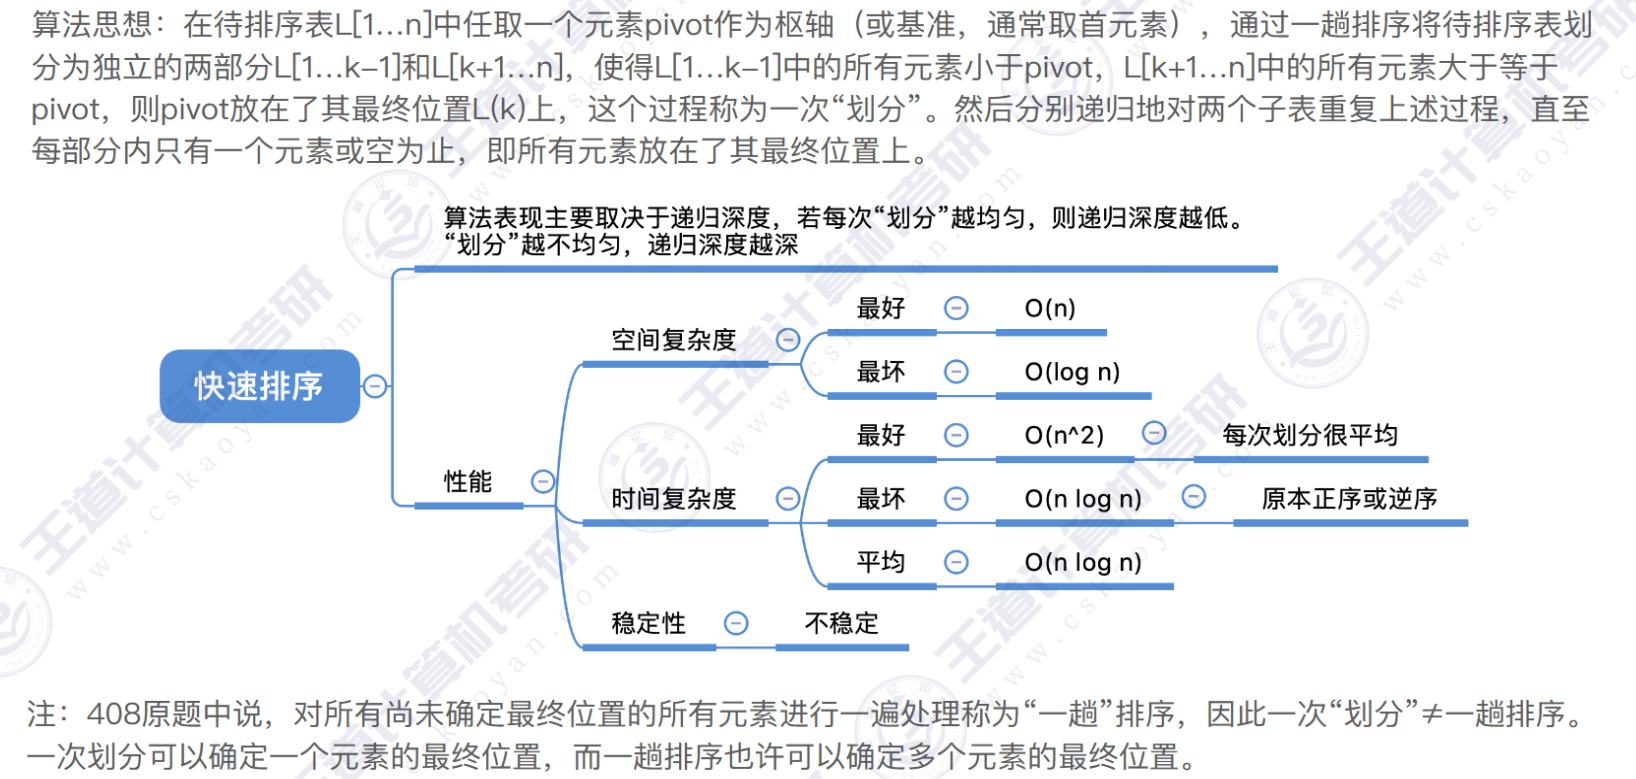 算法思想：在待排序表L[1…n]中任取一个元素pivot作为枢轴（或基准，通常取首元素），通过一趟排序将待排序表划
分为独立的两部分L[1…k–1]和L[k+1…n]，使得L[1…k–1]中的所有元素小于pivot，L[k+1…n]中的所有元素大于等于
pivot，则pivot放在了其最终位置L(k)上，这个过程称为一次“划分”。然后分别递归地对两个子表重复上述过程，直至
每部分内只有一个元素或空为止，即所有元素放在了其最终位置上。
算法表现主要取决于递归深度，若每次“划分”越均匀，则递归深度越低。
“划分”越不均匀，递归深度越深
快速排序
性能
空间复杂度
最好
O(n)
最坏
O(log n)
时间复杂度
最好
O(n^2)
每次划分很平均
最坏
O(n log n)
原本正序或逆序
平均
O(n log n)
稳定性
不稳定
注：408原题中说，对所有尚未确定最终位置的所有元素进行一遍处理称为“一趟”排序，因此一次“划分”≠一趟排序。
一次划分可以确定一个元素的最终位置，而一趟排序也许可以确定多个元素的最终位置。
王道计算机考研
www.cskaoyan.com